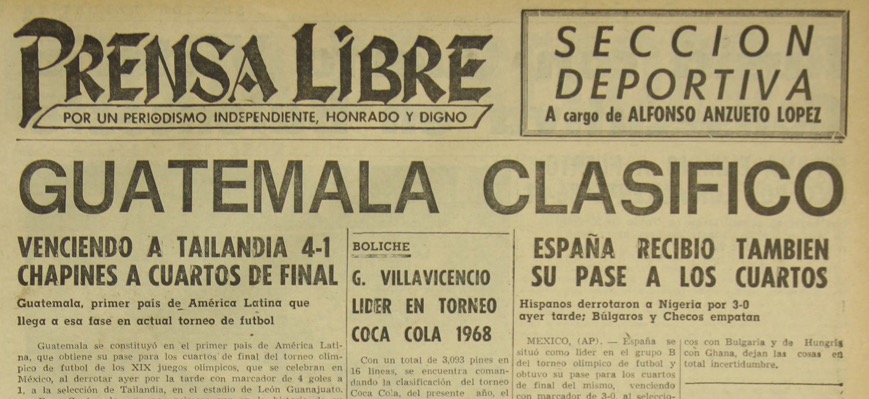 PRENSA LIBRE
POR UN PERIODISMO INDEPENDIENTE, HONRADO Y DIGNO
SECCION
DEPORTIVA
A cargo de ALFONSO ANZUETO LOPEZ
GUATEMALA CLASIFICO
VENCIENDO A TAILANDIA 4-1
CHAPINES A CUARTOS DE FINAL
Guatemala, primer país de América Latina que
llega a esa fase en actual torneo de futbol
Guatemala se constituyó en el primer país de América Lati-
na, que obtiene su pase para los cuartos de final del torneo olím-
pico de futbol de los XIX juegos olímpicos, que se celebran en
México, al derrotar ayer por la tarde con marcador de 4 goles a
1, a la selección de Tailandia, en el estadio de León Guanajuato.
BOLICHE
G. VILLAVICENCIO
LIDER EN TORNEO
COCA COLA 1968
Con un total de 3,093 pines en
16 líneas, se encuentra coman-
dando la clasificación del torneo
Coca Cola, del presente año, el
ESPAÑA RECIBIO TAMBIEN
SU PASE A LOS CUARTOS
Hispanos derrotaron a Nigeria por 3-0
ayer tarde; Búlgaros y Checos empatan
MEXICO, (AP). — España se
situó como líder en el grupo B
del torneo olímpico de futbol y
obtuvo su pase para los cuartos
de final del mismo, venciendo
con marcador de 3-0, al seleccio-
cos con Bulgaria y de Hungría
con Ghana, dejan las cosas en
total incertidumbre.